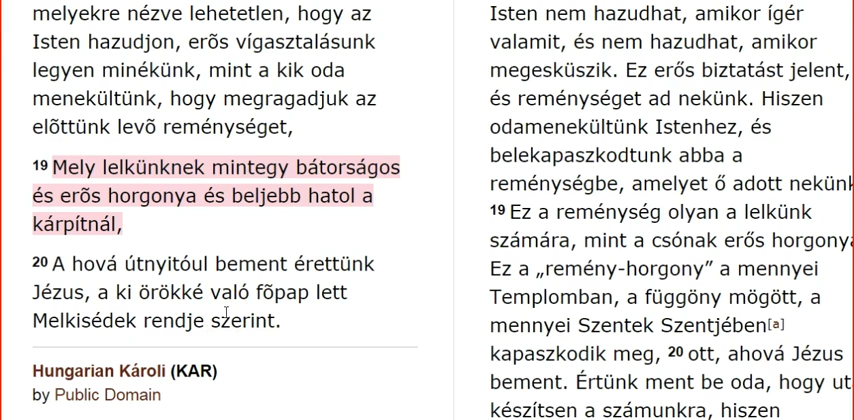 melyekre nézve lehetetlen, hogy az
Isten hazudjon, erõs vígasztalásunk
legyen minékünk, mint a kik oda
menekültünk, hogy megragadjuk az
elõttünk levõ reménységet,
19 Mely lelkünknek mintegy bátorságos
és erõs horgonya és beljebb hatol a
kárpítnál,
20 A hová útnyitóul bement érettünk
Jézus, a ki örökké való fõpap lett
Melkisédek rendje szerint.
Hungarian Károli (KAR)
by Public Domain
Isten nem hazudhat, amikor ígér
valamit, és nem hazudhat, amikor
megesküszik. Ez erős biztatást jelent,
és reménységet ad nekünk. Hiszen
odamenekültünk Istenhez, és
belekapaszkodtunk abba a
reménységbe, amelyet ő adott nekünk
19 Ez a reménység olyan a lelkünk
számára, mint a csónak erős horgonya
Ez a „remény-horgony” a mennyei
Templomban, a függöny mögött, a
mennyei Szentek Szentjében[a]
kapaszkodik meg, 20 ott, ahová Jézus
bement. Értünk ment be oda, hogy ut
készítsen a számunkra, hiszen